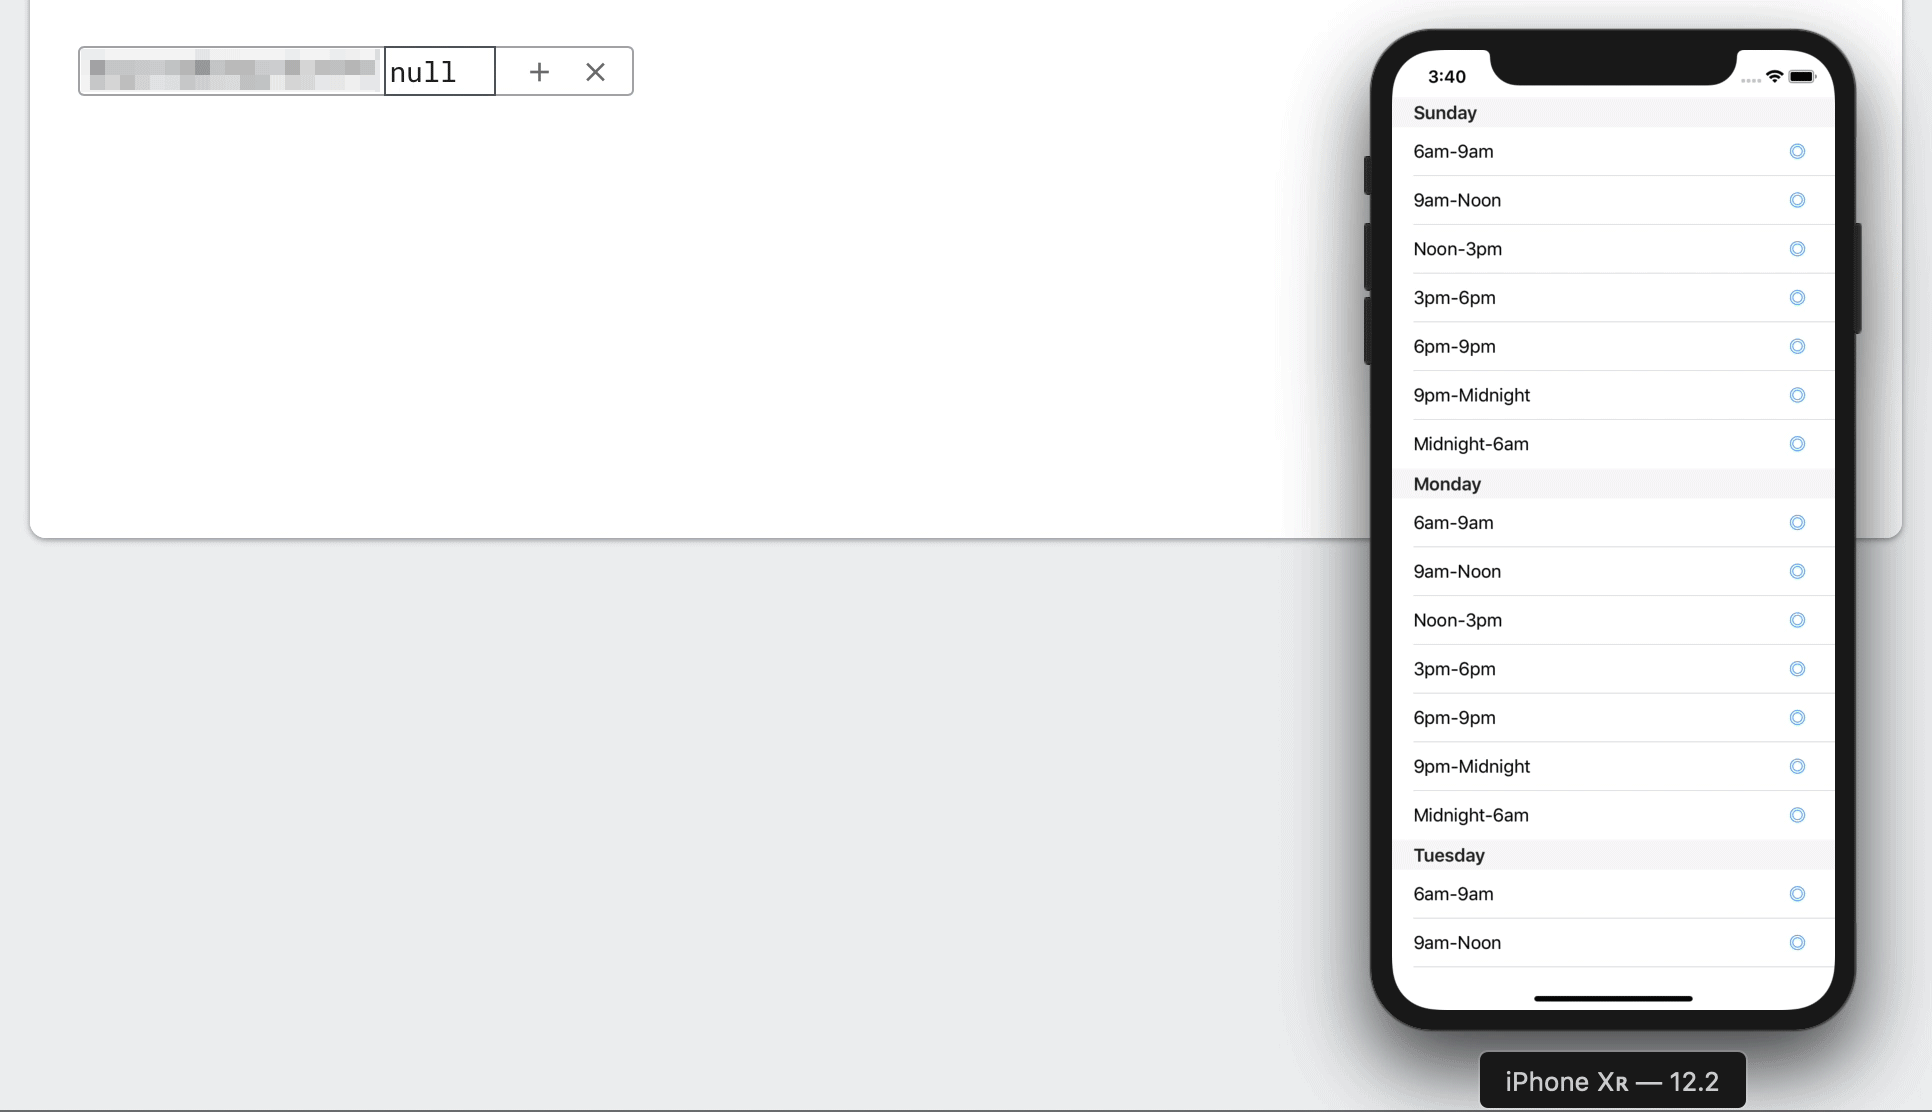 null
3:40
Sunday
6am-9am
9am-Noon
Noon-3pm
3pm-6pm
6pm-9pm
9pm-Midnight
Midnight-6am
Monday
6am-9am
9am-Noon
Noon-3pm
3pm-6pm
6pm-9pm
9pm-Midnight
Midnight-6am
Tuesday
6am-9am
9am-Noon
iPhone Xʀ — 12.2